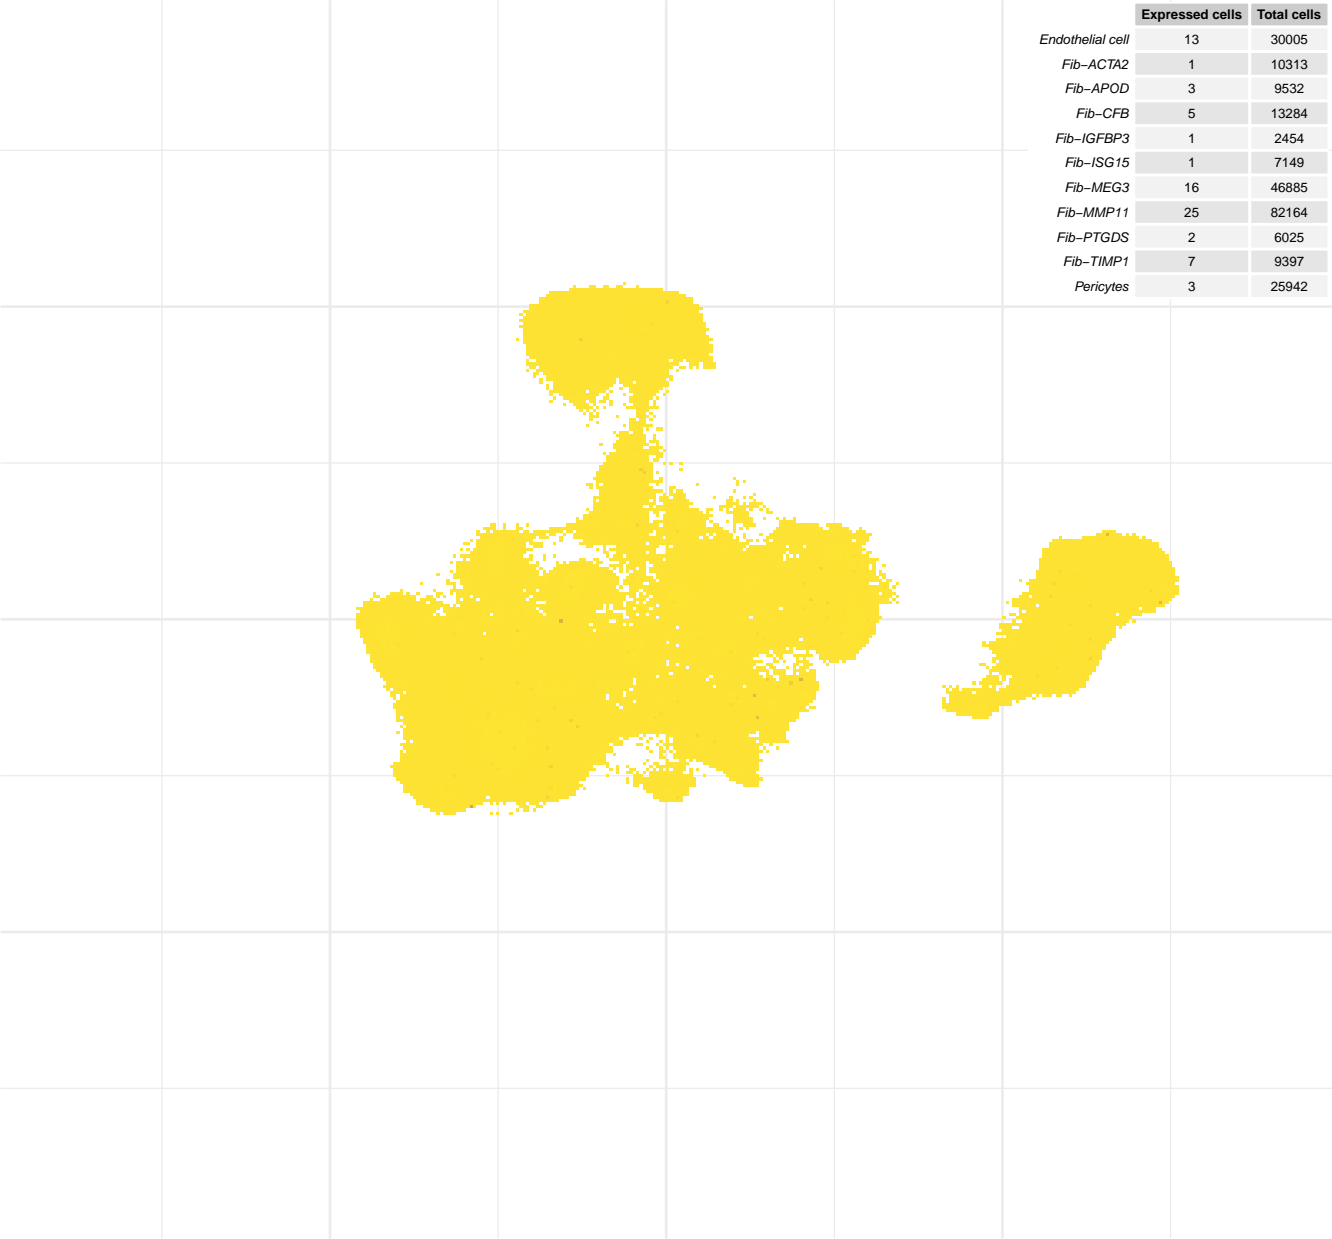 Expressed cells Total cells
Endothelial cell 13 30005
Fib−ACTA2 1 10313
Fib−APOD 3 9532
Fib−CFB 5 13284
Fib−IGFBP3 1 2454
Fib−ISG15 1 7149
Fib−MEG3 16 46885
Fib−MMP11 25 82164
Fib−PTGDS 2 6025
Fib−TIMP1 7 9397
Pericytes 3 25942